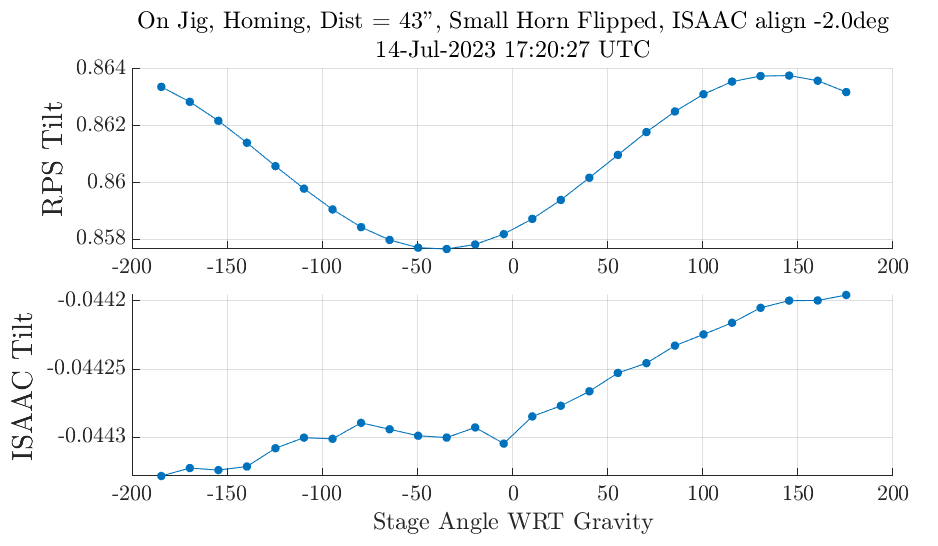 On Jig, Homing, Dist = 43”, Small Horn Flipped, ISAAC align -2.0deg
14-Jul-2023 17:20:27 UTC
0.864
0.862
0.86
0.858
RPS Tilt
-200 -150 -100 -50 0 50 100 150 200
-0.0442
-0.04425
-0.0443
ISAAC Tilt
-200 -150 -100 -50 0 50 100 150 200
Stage Angle WRT Gravity